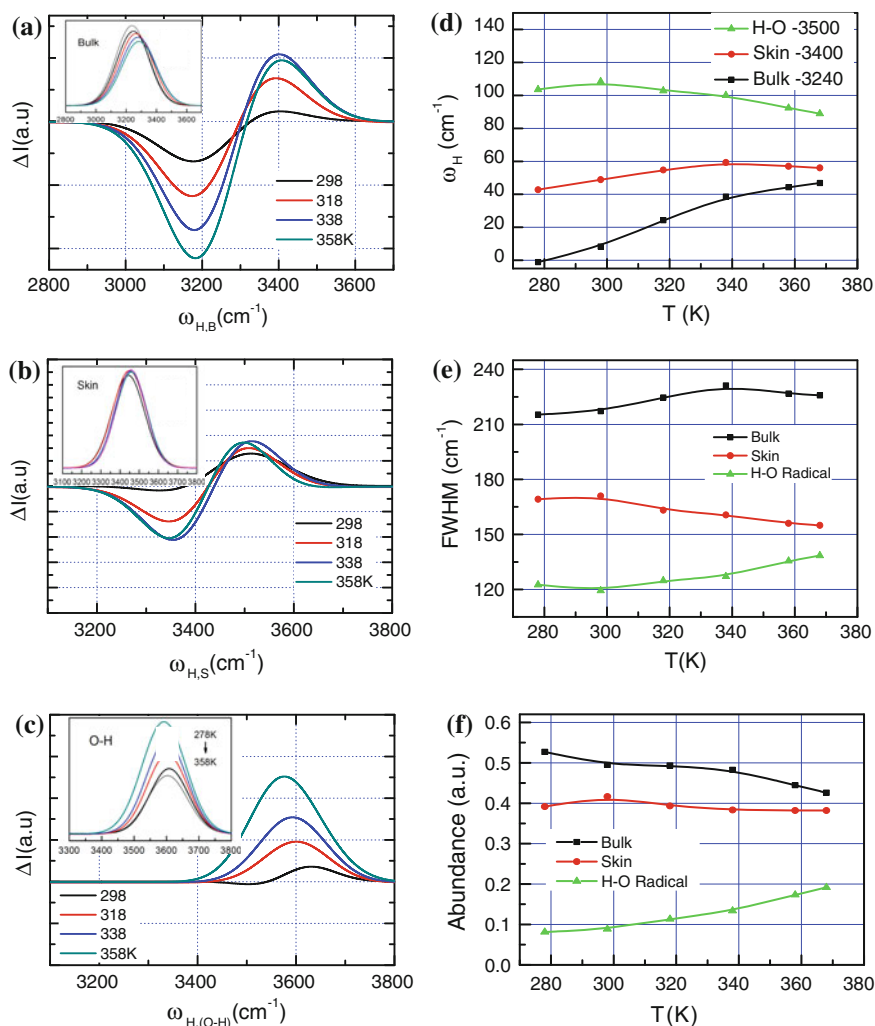 (a)
Bulk
2800 3000 3200 3400 3600
ΔI(a.u)
298
318
338
358K
2800 3000 3200 3400 3600
ω_H,B (cm⁻¹)
(b)
Skin
3100 3200 3300 3400 3500 3600 3700 3800
ΔI(a.u)
298
318
338
358K
3200 3400 3600 3800
ω_H,S (cm⁻¹)
(c)
O-H
278K
358K
3300 3400 3500 3600 3700 3800
ΔI(a.u)
298
318
338
358K
3200 3400 3600 3800
ω_H,(O-H) (cm⁻¹)
(d)
140
120
100
80
60
40
20
0
ω_H (cm⁻¹)
H-O -3500
Skin -3400
Bulk -3240
280 300 320 340 360 380
T (K)
(e)
240
210
180
150
120
FWHM (cm⁻¹)
Bulk
Skin
H-O Radical
280 300 320 340 360 380
T(K)
(f)
0.6
0.5
0.4
0.3
0.2
0.1
0.0
Abundance (a.u.)
Bulk
Skin
H-O Radical
280 300 320 340 360 380
T(K)